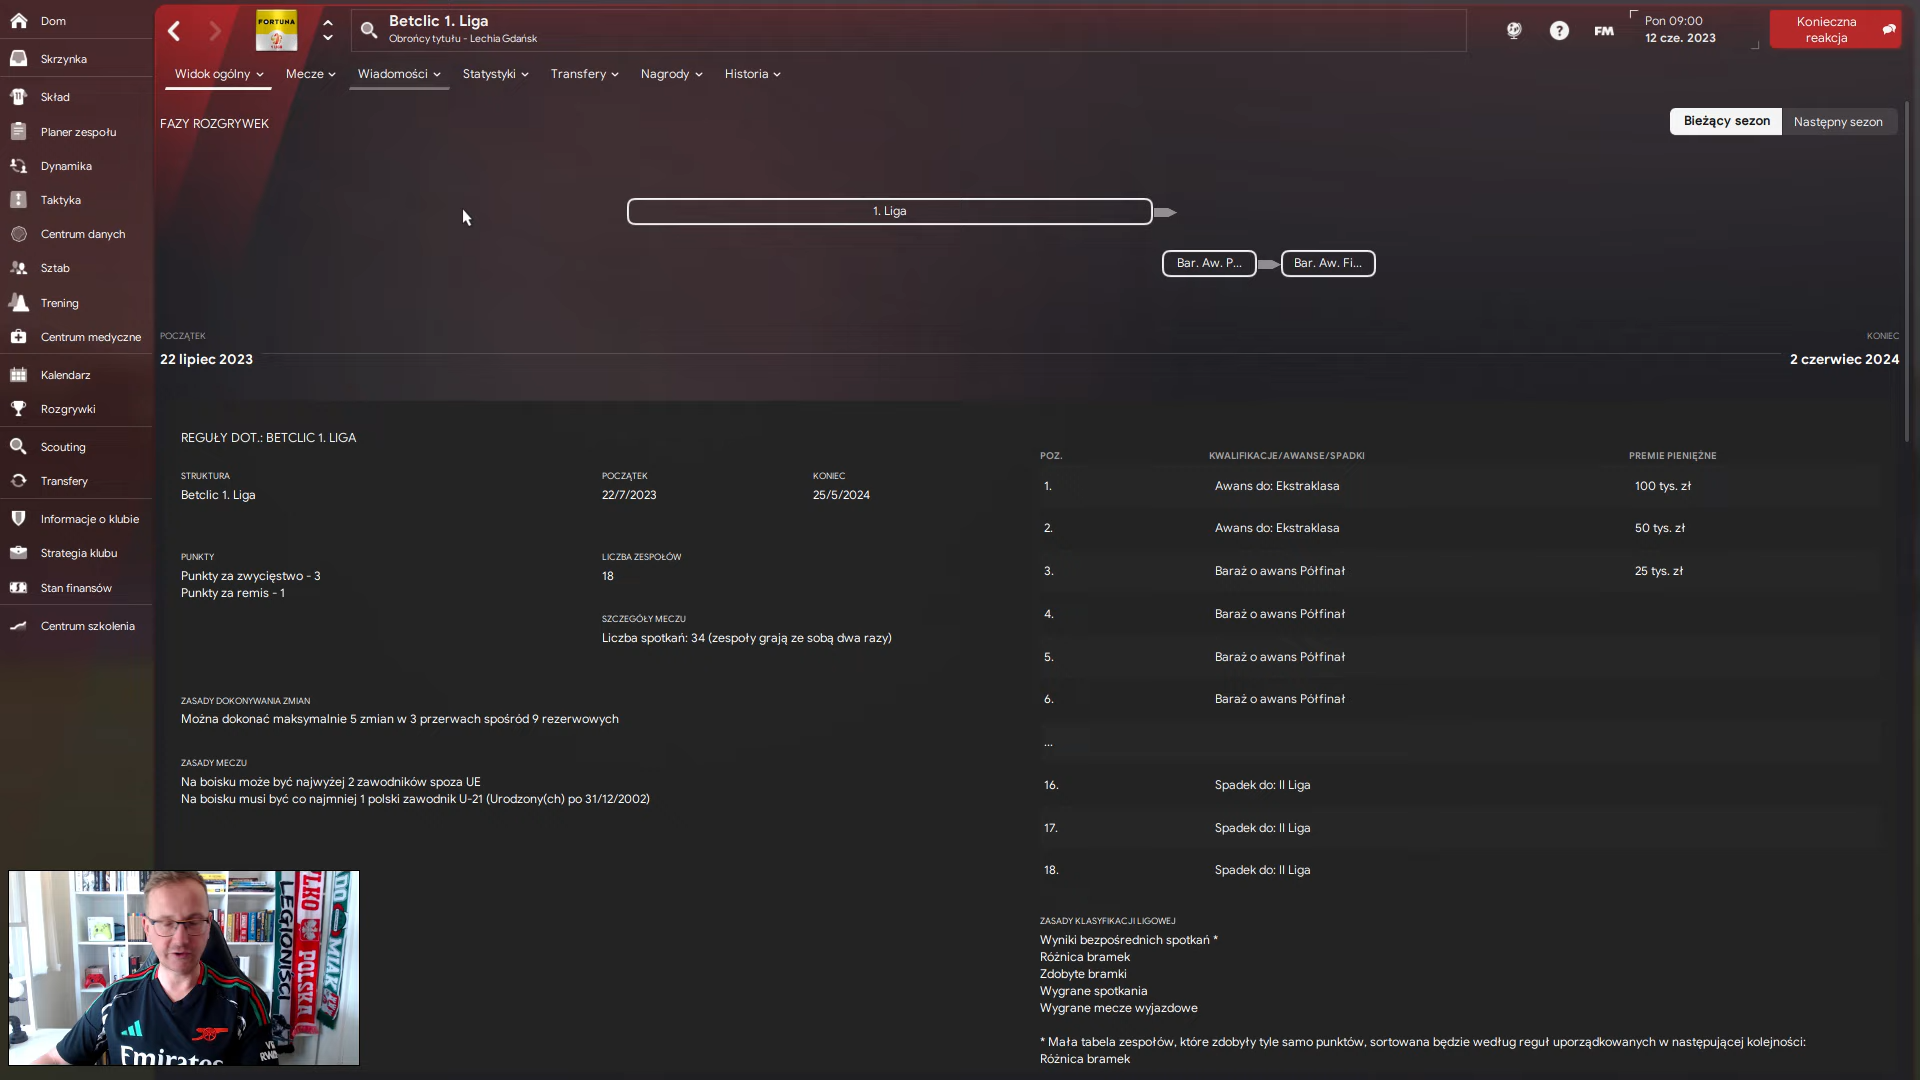 Dom
Skrzynka
Skład
Planer zespołu
Dynamika
Taktyka
Centrum danych
Sztab
Trening
Centrum medyczne
Kalendarz
Rozgrywki
Scouting
Transfery
Informacje o klubie
Strategia klubu
Stan finansów
Centrum szkolenia
FORTUNA
Betclic 1. Liga
Obrońcy tytułu - Lechia Gdańsk
?
FM
Pon 09:00
12 cze. 2023
Konieczna
reakcja
Widok ogólny Mecze Wiadomości Statystyki Transfery Nagrody Historia
FAZY ROZGRYWEK
Bieżący sezon Następny sezon
1. Liga
Bar. Aw. P... Bar. Aw. Fi...
POCZĄTEK KONIEC
22 lipiec 2023 2 czerwiec 2024
REGUŁY DOT.: BETCLIC 1. LIGA
STRUKTURA POCZĄTEK KONIEC
Betclic 1. Liga 22/7/2023 25/5/2024
PUNKTY LICZBA ZESPOŁÓW
Punkty za zwycięstwo - 3 18
Punkty za remis - 1
SZCZEGÓŁY MECZU
Liczba spotkań: 34 (zespoły grają ze sobą dwa razy)
ZASADY DOKONYWANIA ZMIAN
Można dokonać maksymalnie 5 zmian w 3 przerwach spośród 9 rezerwowych
ZASADY MECZU
Na boisku może być najwyżej 2 zawodników spoza UE
Na boisku musi być co najmniej 1 polski zawodnik U-21 (Urodzony(ch) po 31/12/2002)
POZ. KWALIFIKACJE/AWANSE/SPADKI PREMIE PIENIĘŻNE
1. Awans do: Ekstraklasa 100 tys. zł
2. Awans do: Ekstraklasa 50 tys. zł
3. Baraż o awans Półfinał 25 tys. zł
4. Baraż o awans Półfinał
5. Baraż o awans Półfinał
6. Baraż o awans Półfinał
...
16. Spadek do: II Liga
17. Spadek do: II Liga
18. Spadek do: II Liga
ZASADY KLASYFIKACJI LIGOWEJ
Wyniki bezpośrednich spotkań *
Różnica bramek
Zdobyte bramki
Wygrane spotkania
Wygrane mecze wyjazdowe
* Mała tabela zespołów, które zdobyły tyle samo punktów, sortowana będzie według reguł uporządkowanych w następującej kolejności:
Różnica bramek
LEGIONIŚCI
YLKO
POLSKA
Emirates